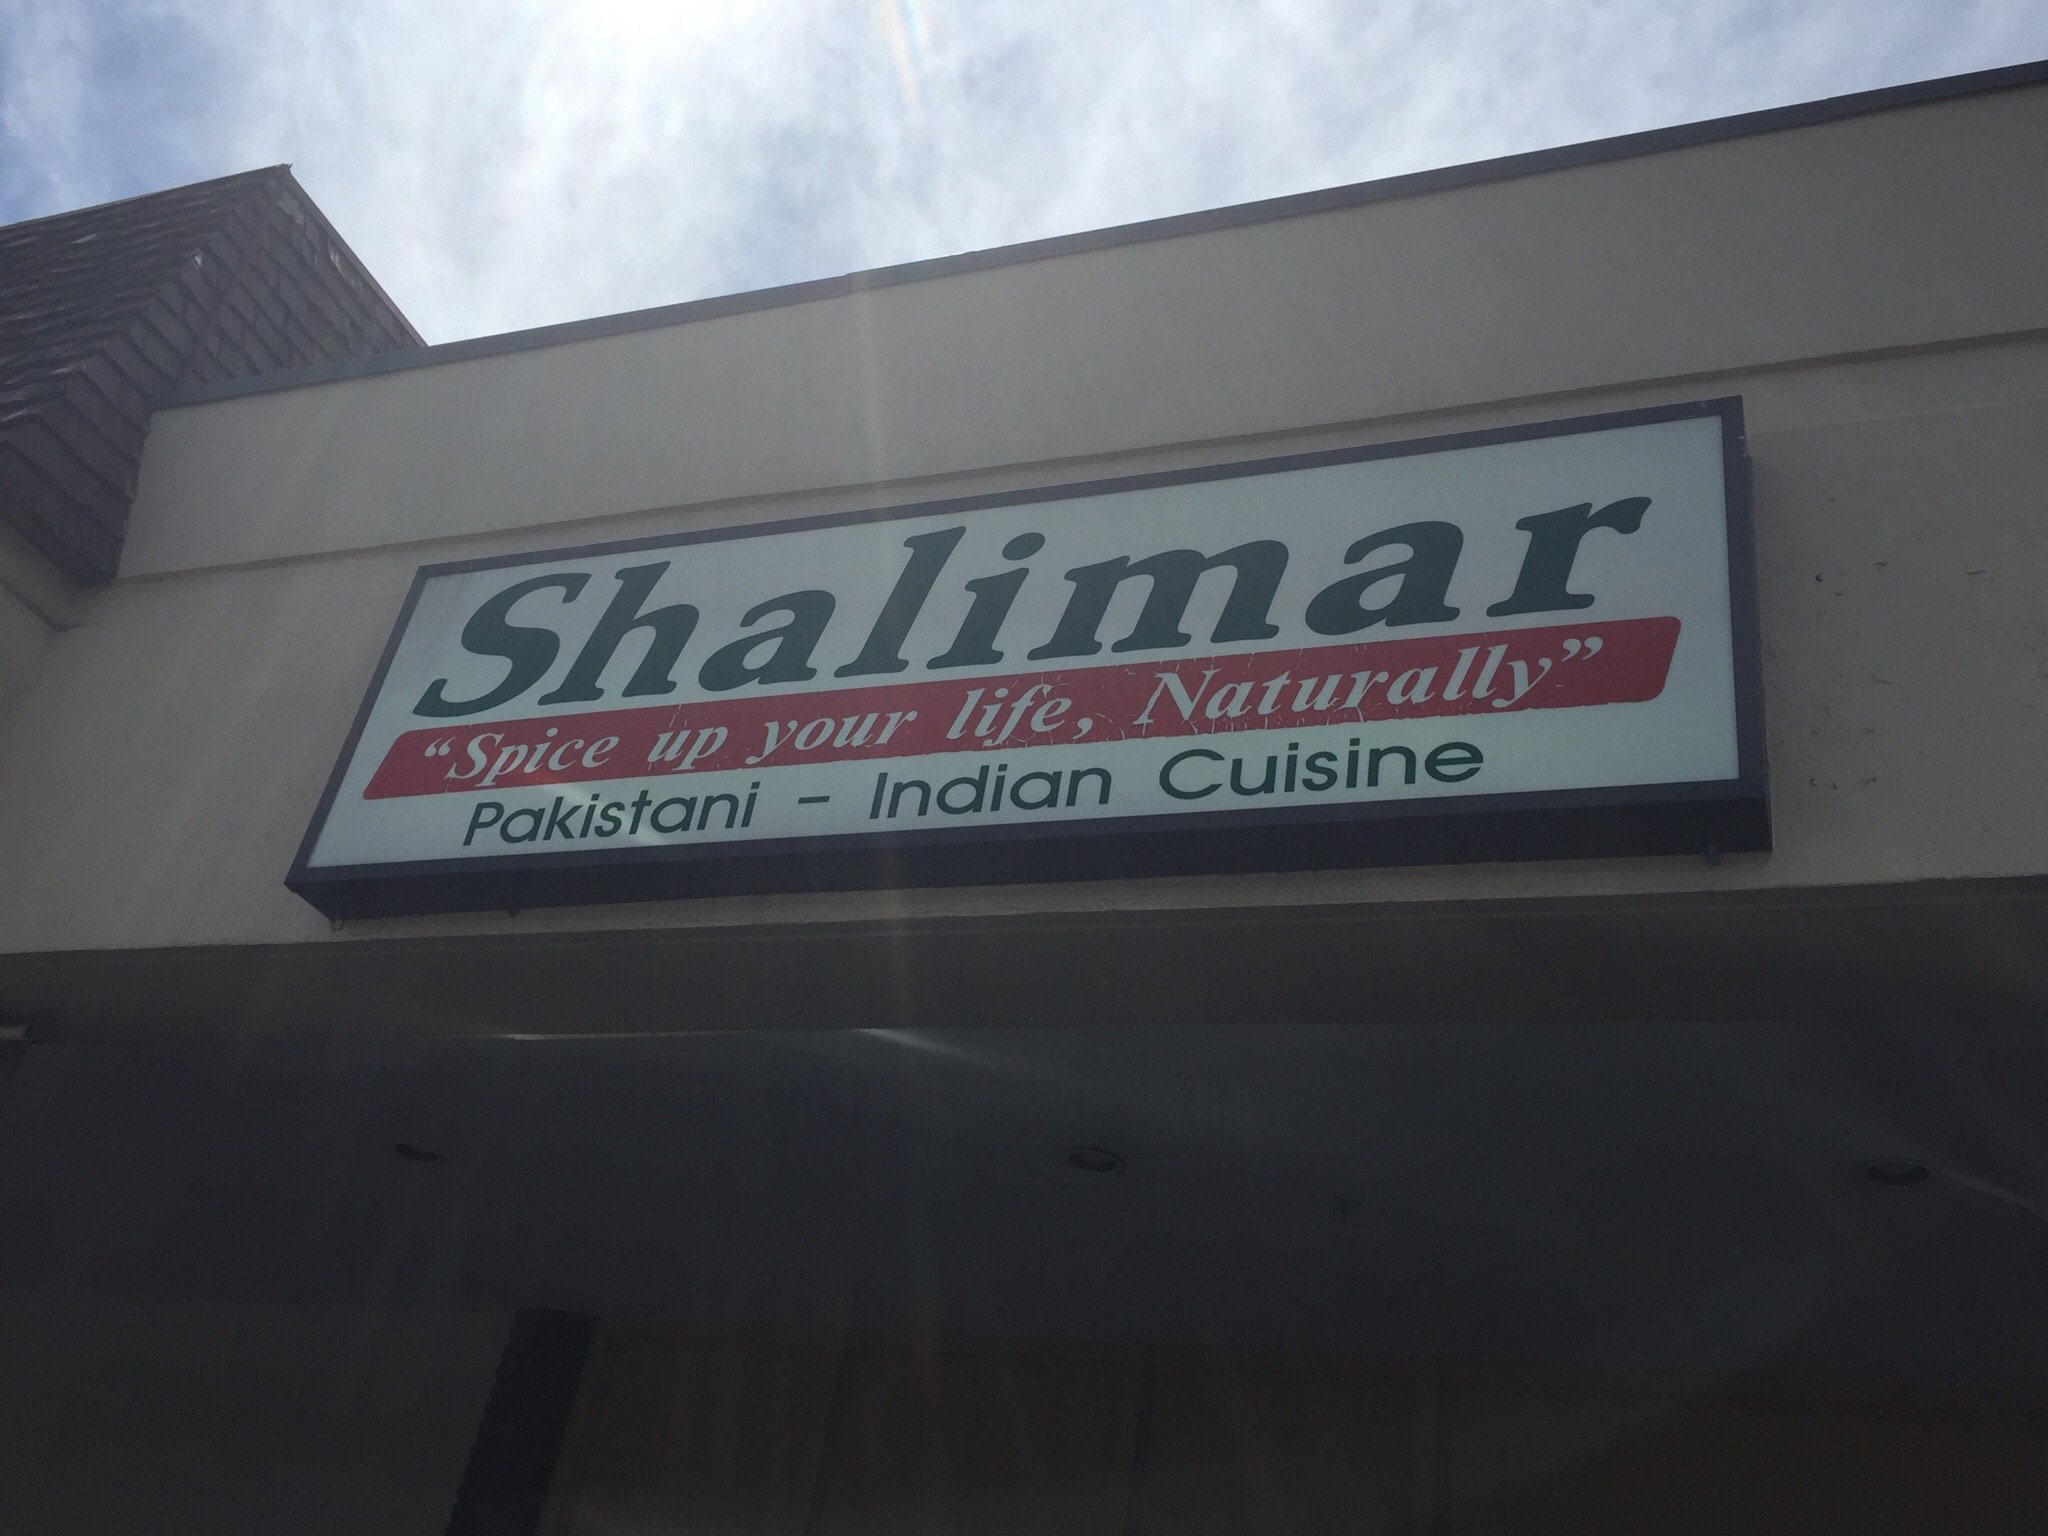 Shalimar
“Spice up your life, Naturally”
Pakistani – Indian Cuisine